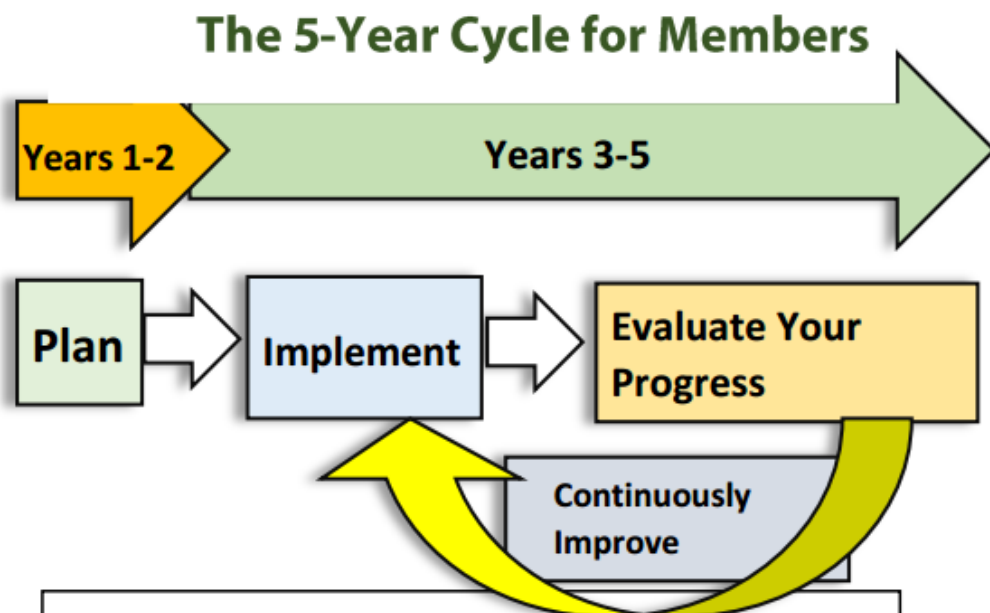 The 5-Year Cycle for Members
Years 1-2
Years 3-5
Plan
Implement
Evaluate Your
Progress
Continuously
Improve